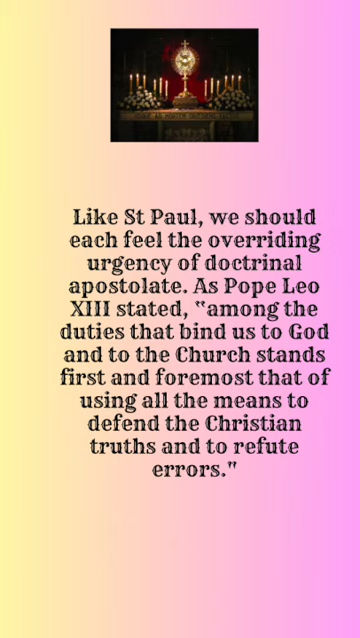 Like St Paul, we should
each feel the overriding
urgency of doctrinal
apostolate. As Pope Leo
XIII stated, "among the
duties that bind us to God
and to the Church stands
first and foremost that of
using all the means to
defend the Christian
truths and to refute
errors."